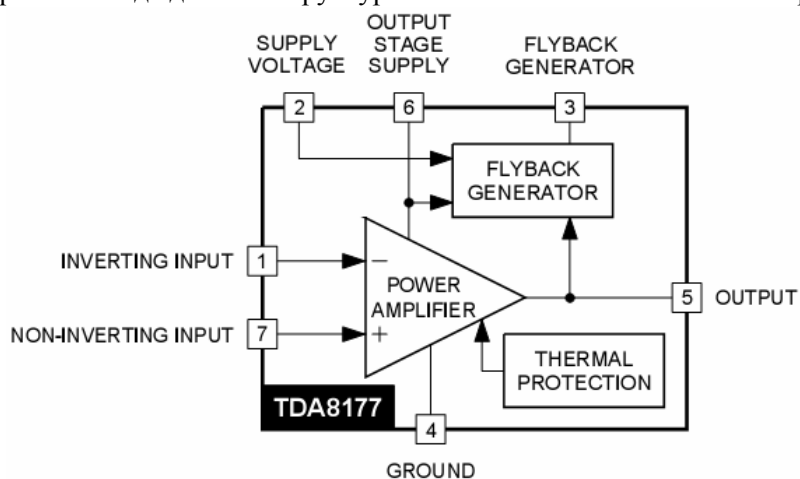 OUTPUT
STAGE
SUPPLY
SUPPLY
VOLTAGE
FLYBACK
GENERATOR
2
6
3
FLYBACK
GENERATOR
INVERTING INPUT
1
−
POWER
AMPLIFIER
5
OUTPUT
NON-INVERTING INPUT
7
+
THERMAL
PROTECTION
TDA8177
4
GROUND